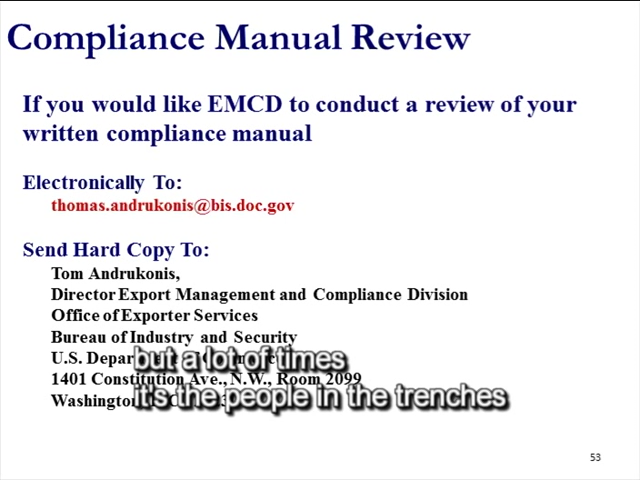 Compliance Manual Review
If you would like EMCD to conduct a review of your
written compliance manual
Electronically To:
thomas.andrukonis@bis.doc.gov
Send Hard Copy To:
Tom Andrukonis,
Director Export Management and Compliance Division
Office of Exporter Services
Bureau of Industry and Security
U.S.
but a lot of times
1401 Constitution Ave., N.W., Room 2099
Washington
it's the people in the trenches
53